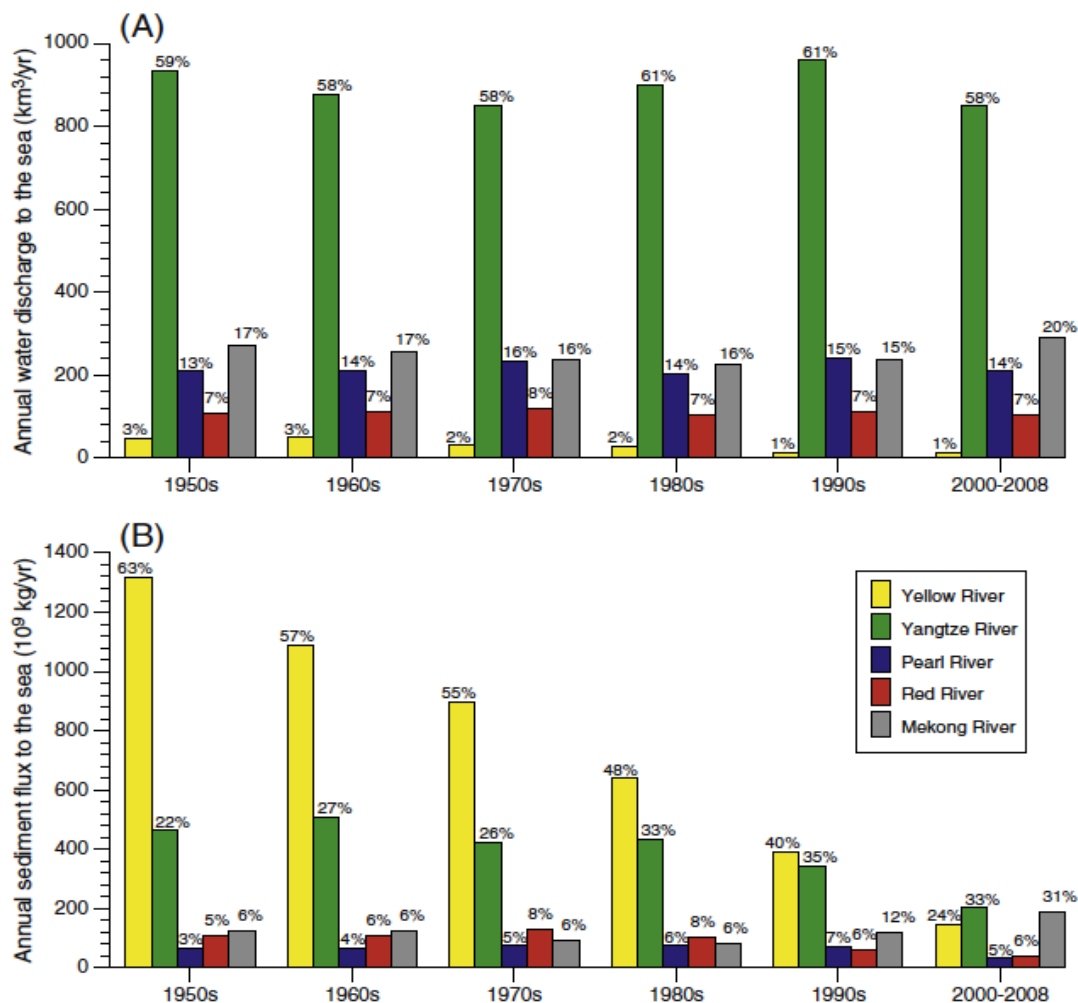 (A)
Annual water discharge to the sea (km³/yr)
1000
800
600
400
200
0
3% 59% 13% 7% 17%
3% 58% 14% 7% 17%
2% 58% 16% 8% 16%
2% 61% 14% 7% 16%
1% 61% 15% 7% 15%
1% 58% 14% 7% 20%
1950s 1960s 1970s 1980s 1990s 2000-2008
(B)
Annual sediment flux to the sea (10⁹ kg/yr)
1400
1200
1000
800
600
400
200
0
63% 22% 3% 5% 6%
57% 27% 4% 6% 6%
55% 26% 5% 8% 6%
48% 33% 6% 8% 6%
40% 35% 7% 6% 12%
24% 33% 5% 6% 31%
Yellow River
Yangtze River
Pearl River
Red River
Mekong River
1950s 1960s 1970s 1980s 1990s 2000-2008